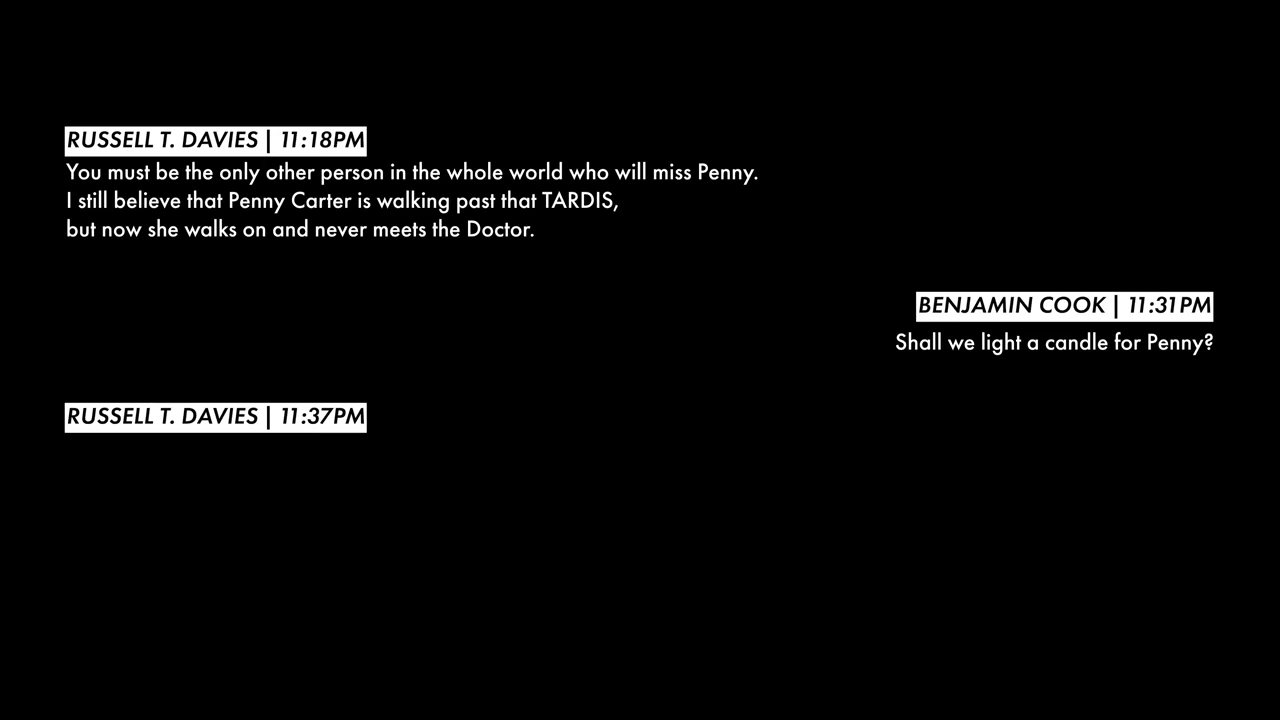 RUSSELL T. DAVIES | 11:18PM
You must be the only other person in the whole world who will miss Penny.
I still believe that Penny Carter is walking past that TARDIS,
but now she walks on and never meets the Doctor.
BENJAMIN COOK | 11:31PM
Shall we light a candle for Penny?
RUSSELL T. DAVIES | 11:37PM